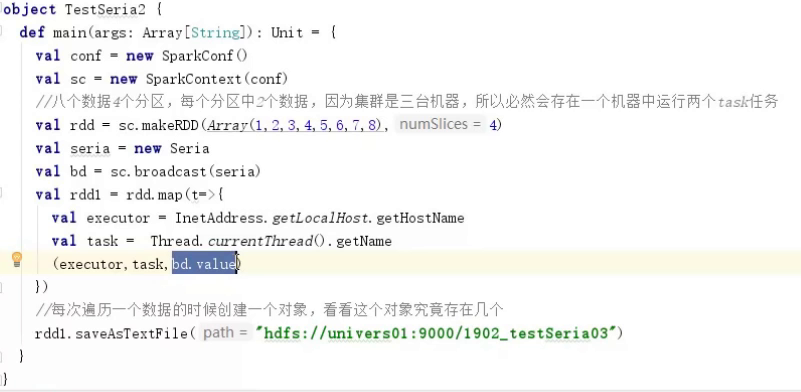 object TestSeria2 {
def main(args: Array[String]): Unit = {
val conf = new SparkConf()
val sc = new SparkContext(conf)
//八个数据4个分区，每个分区中2个数据，因为集群是三台机器，所以必然会存在一个机器中运行两个task任务
val rdd = sc.makeRDD(Array(1,2,3,4,5,6,7,8), numSlices = 4)
val seria = new Seria
val bd = sc.broadcast(seria)
val rdd1 = rdd.map(t=>{
val executor = InetAddress.getLocalHost.getHostName
val task = Thread.currentThread().getName
(executor,task,bd.value)
})
//每次遍历一个数据的时候创建一个对象，看看这个对象究竟存在几个
rdd1.saveAsTextFile( path = "hdfs://univers01:9000/1902_testSeria03")
}
}